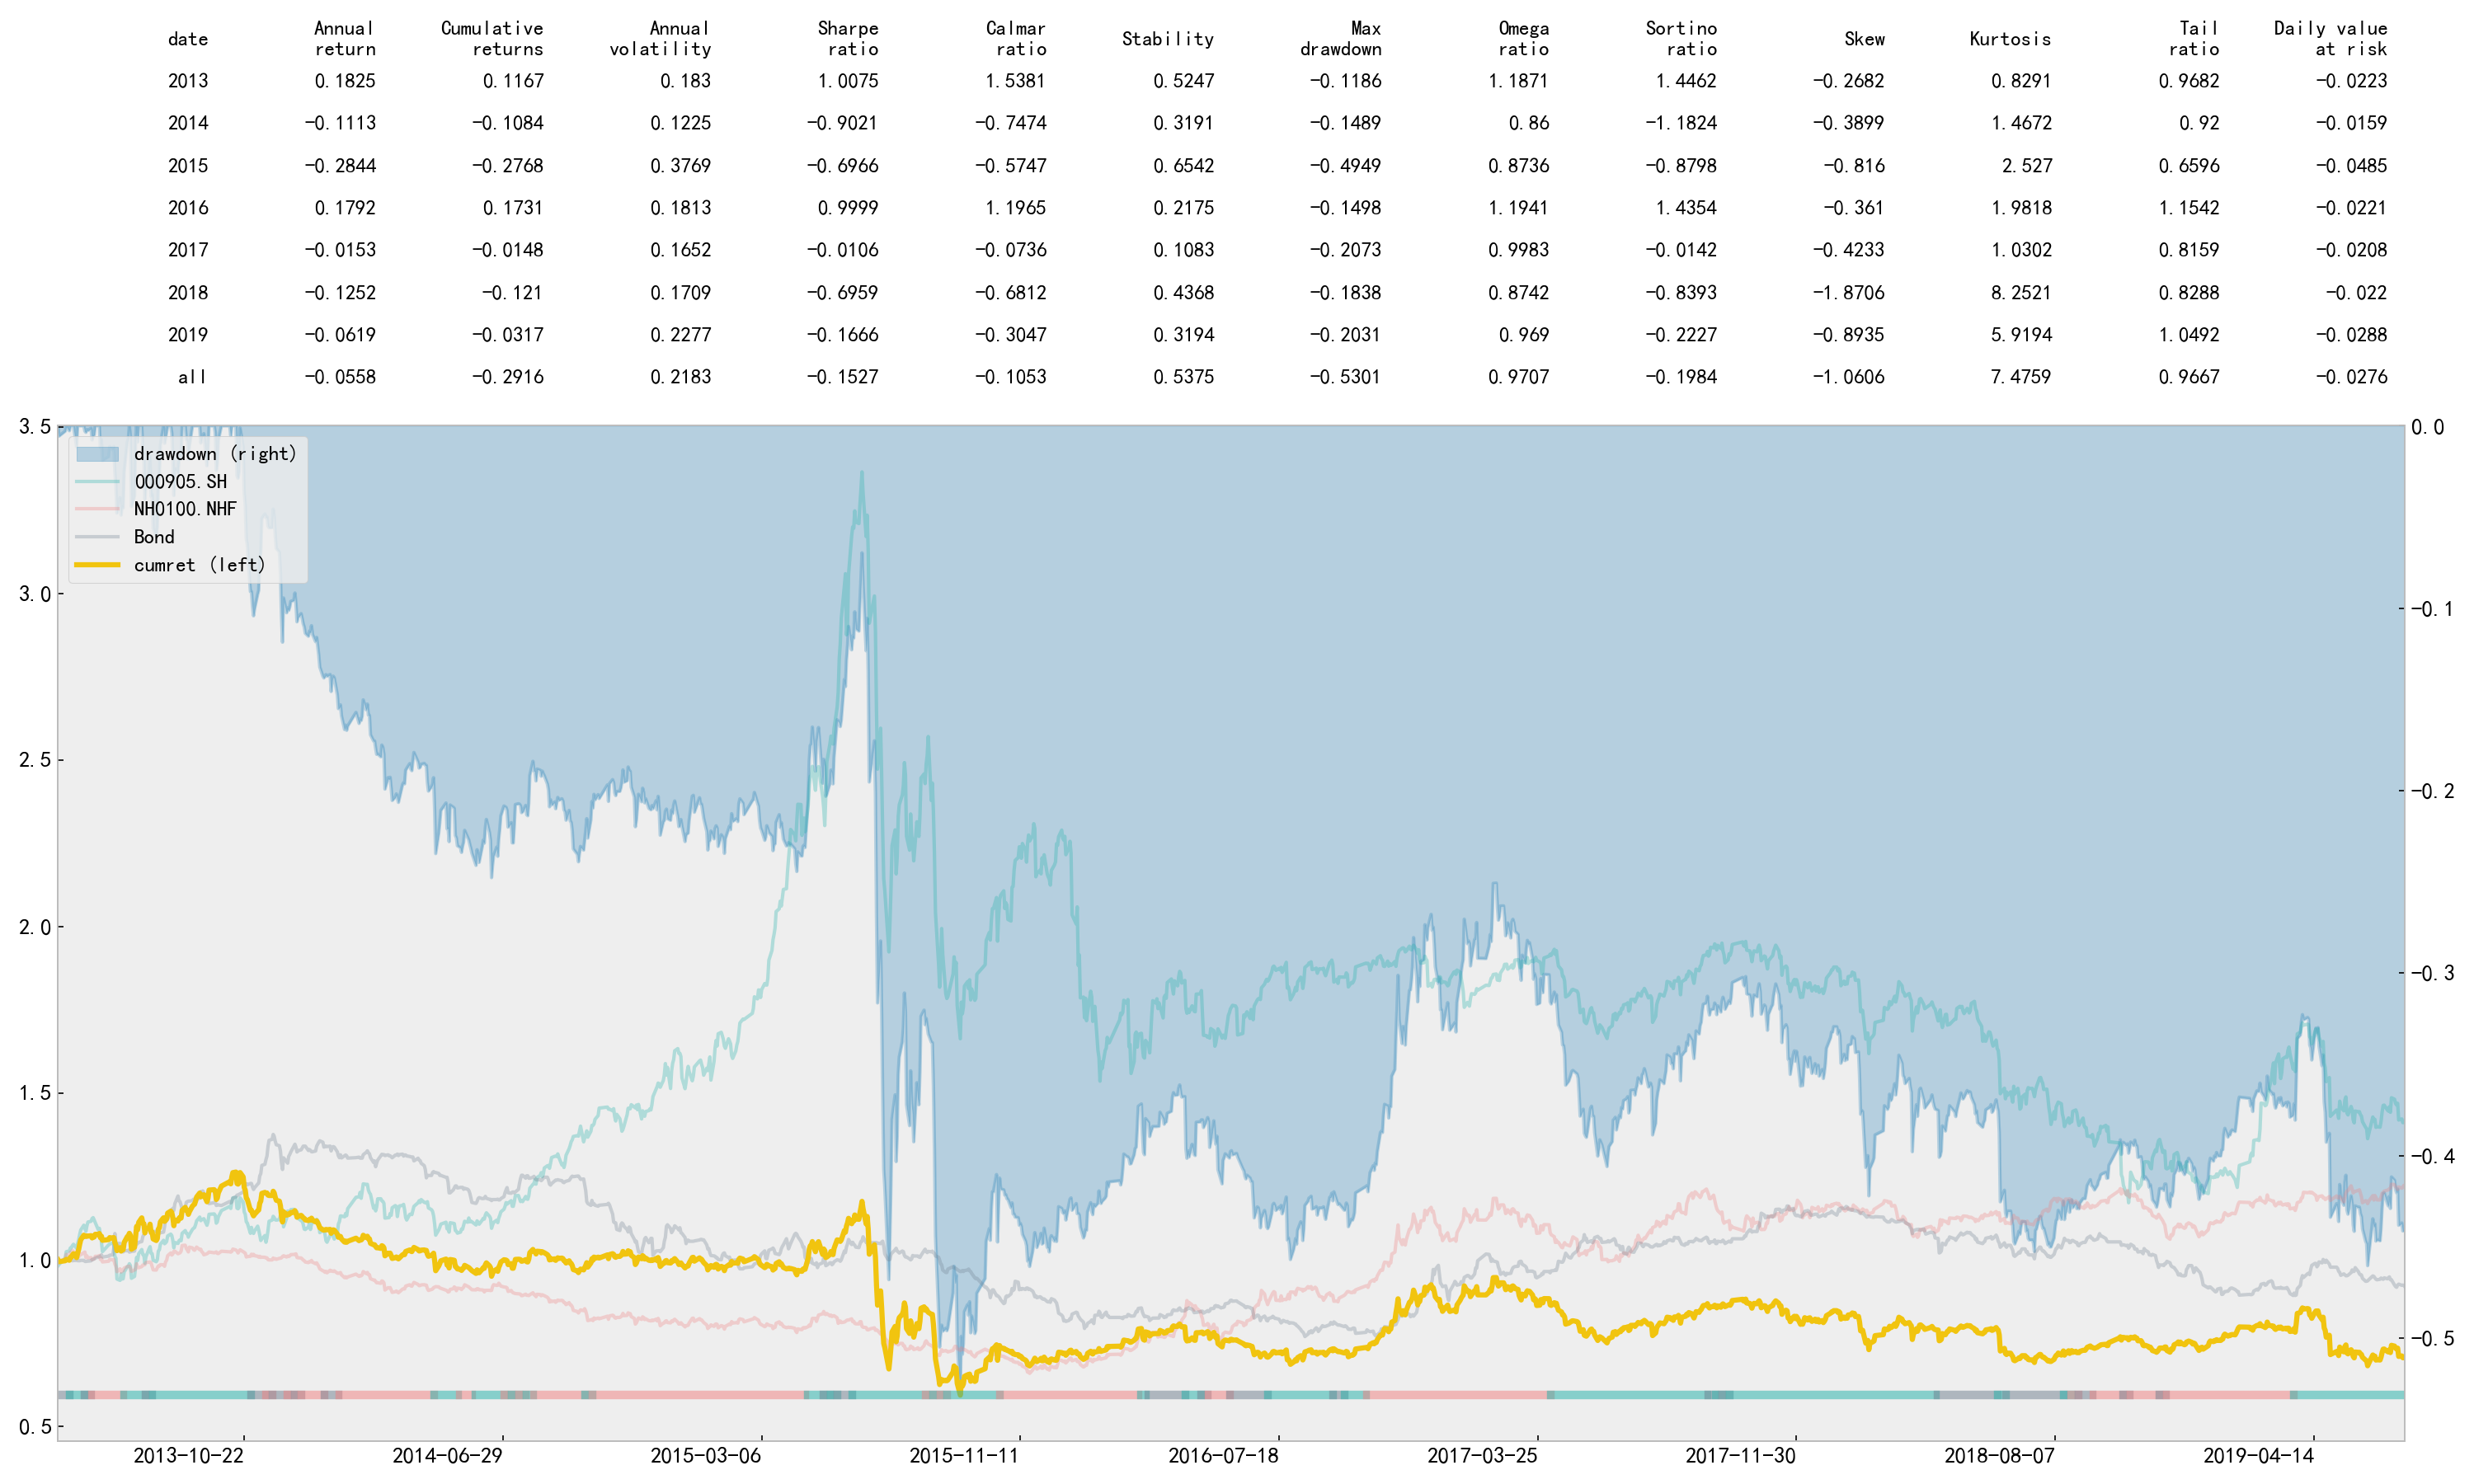 date Annual return Cumulative returns Annual volatility Sharpe ratio Calmar ratio Stability Max drawdown Omega ratio Sortino ratio Skew Kurtosis Tail ratio Daily value at risk
2013 0.1825 0.1167 0.183 1.0075 1.5381 0.5247 −0.1186 1.1871 1.4462 −0.2682 0.8291 0.9682 −0.0223
2014 −0.1113 −0.1084 0.1225 −0.9021 −0.7474 0.3191 −0.1489 0.86 −1.1824 −0.3899 1.4672 0.92 −0.0159
2015 −0.2844 −0.2768 0.3769 −0.6966 −0.5747 0.6542 −0.4949 0.8736 −0.8798 −0.816 2.527 0.6596 −0.0485
2016 0.1792 0.1731 0.1813 0.9999 1.1965 0.2175 −0.1498 1.1941 1.4354 −0.361 1.9818 1.1542 −0.0221
2017 −0.0153 −0.0148 0.1652 −0.0106 −0.0736 0.1083 −0.2073 0.9983 −0.0142 −0.4233 1.0302 0.8159 −0.0208
2018 −0.1252 −0.121 0.1709 −0.6959 −0.6812 0.4368 −0.1838 0.8742 −0.8393 −1.8706 8.2521 0.8288 −0.022
2019 −0.0619 −0.0317 0.2277 −0.1666 −0.3047 0.3194 −0.2031 0.969 −0.2227 −0.8935 5.9194 1.0492 −0.0288
all −0.0558 −0.2916 0.2183 −0.1527 −0.1053 0.5375 −0.5301 0.9707 −0.1984 −1.0606 7.4759 0.9667 −0.0276
3.5
3.0
2.5
2.0
1.5
1.0
0.5
drawdown (right)
000905.SH
NH0100.NHF
Bond
cumret (left)
0.0
−0.1
−0.2
−0.3
−0.4
−0.5
2013−10−22 2014−06−29 2015−03−06 2015−11−11 2016−07−18 2017−03−25 2017−11−30 2018−08−07 2019−04−14